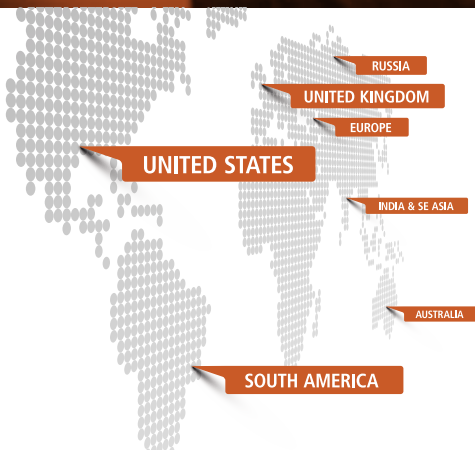 RUSSIA
UNITED KINGDOM
EUROPE
UNITED STATES
INDIA & SE ASIA
AUSTRALIA
SOUTH AMERICA